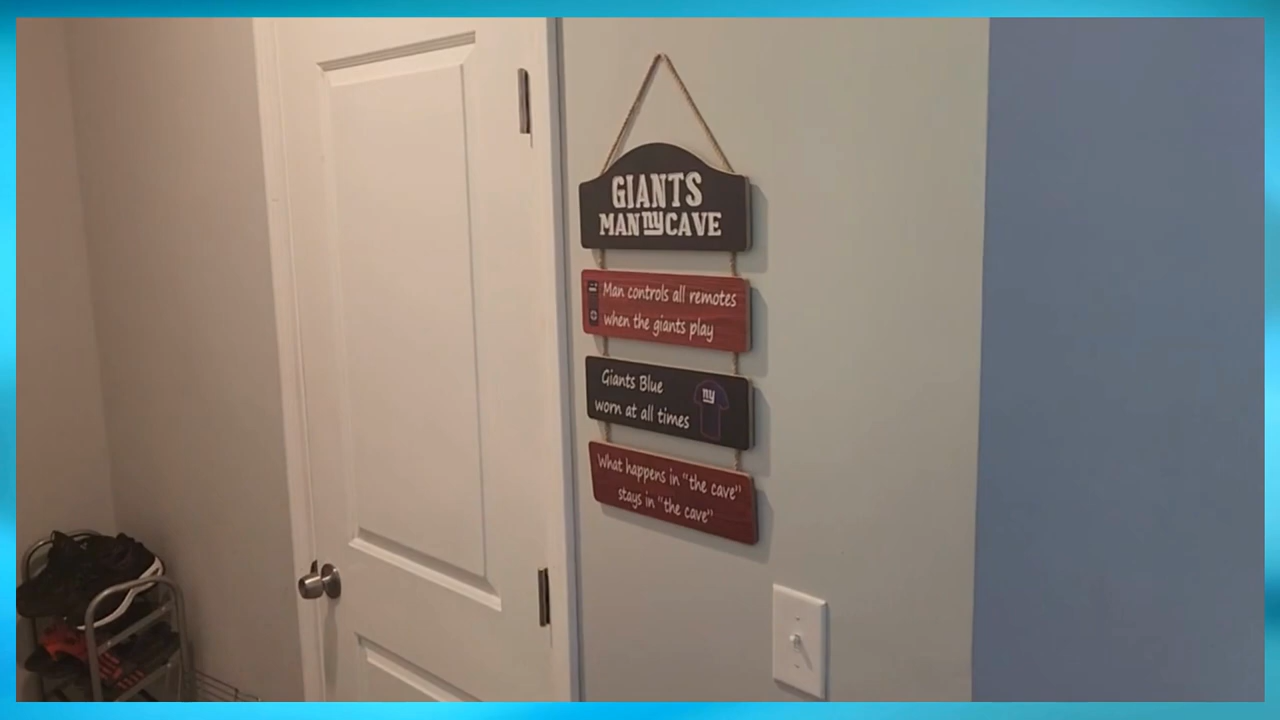 GIANTS
MAN ny CAVE
Man controls all remotes
when the giants play
Giants Blue
ny
worn at all times
What happens in "the cave"
stays in "the cave"